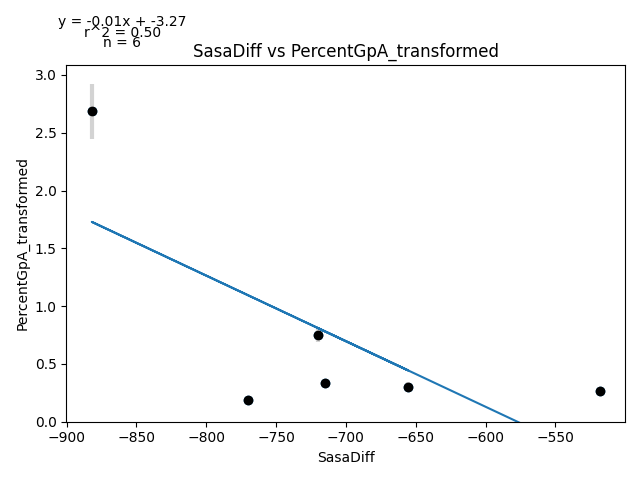 y = -0.01x + -3.27
r^2 = 0.50
n = 6
SasaDiff vs PercentGpA_transformed
3.0
2.5
2.0
1.5
1.0
0.5
0.0
PercentGpA_transformed
−900 −850 −800 −750 −700 −650 −600 −550
SasaDiff